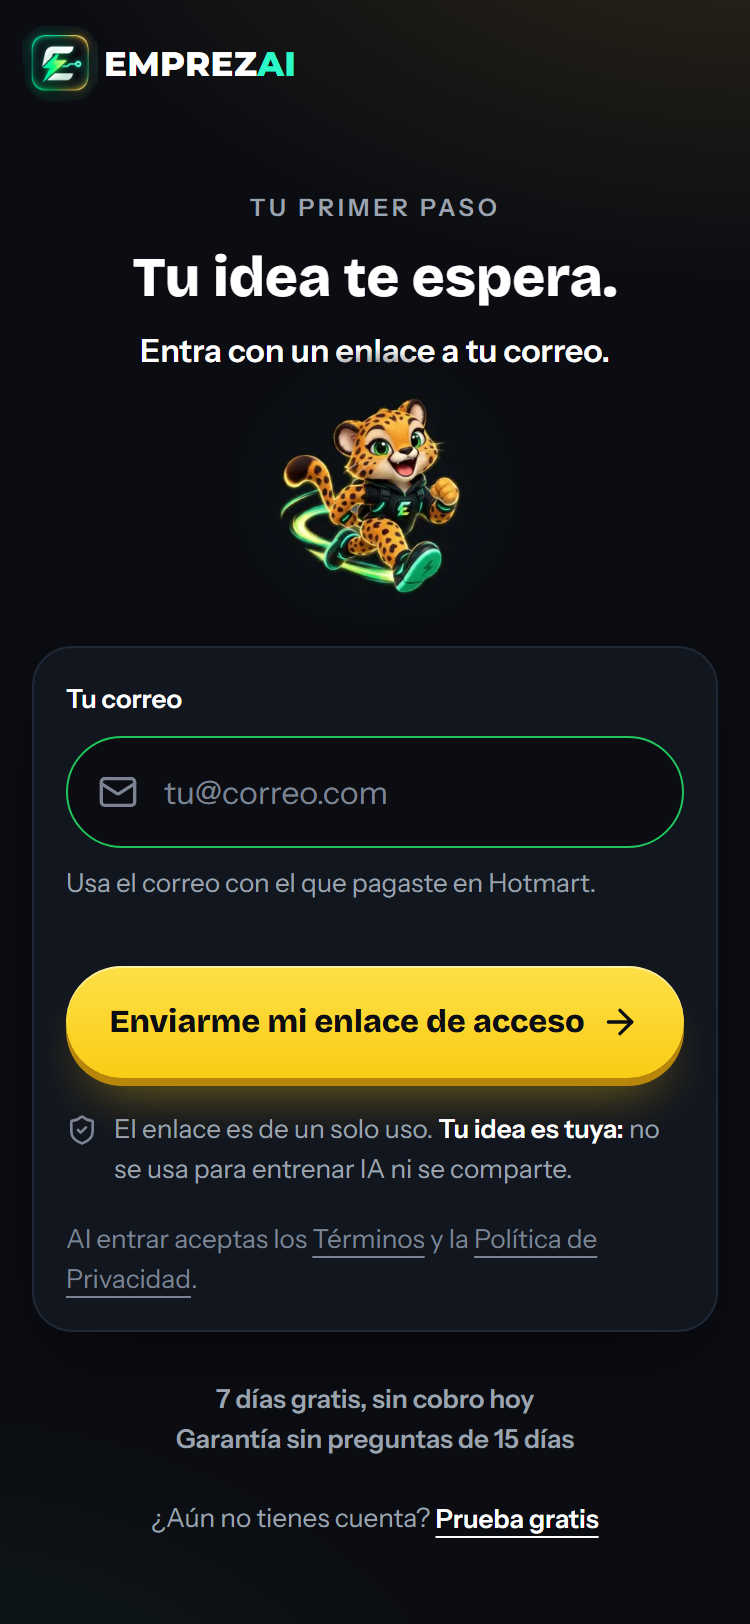 EMPREZAI
TU PRIMER PASO
Tu idea te espera.
Entra con un enlace a tu correo.
Tu correo
tu@correo.com
Usa el correo con el que pagaste en Hotmart.
Enviarme mi enlace de acceso →
El enlace es de un solo uso. Tu idea es tuya: no
se usa para entrenar IA ni se comparte.
Al entrar aceptas los Términos y la Política de
Privacidad.
7 días gratis, sin cobro hoy
Garantía sin preguntas de 15 días
¿Aún no tienes cuenta? Prueba gratis